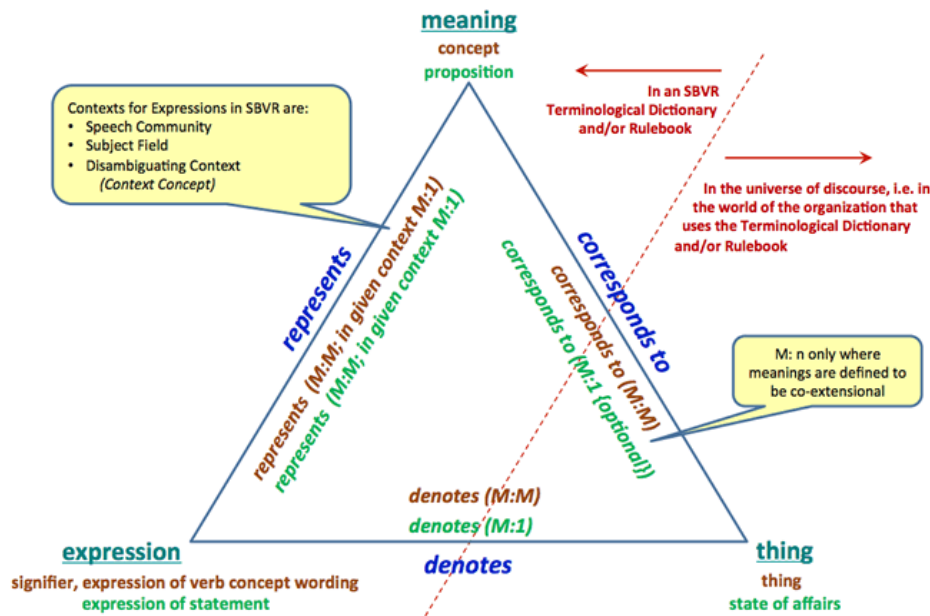 meaning
concept
proposition
In an SBVR
Terminological Dictionary
and/or Rulebook
Contexts for Expressions in SBVR are:
• Speech Community
• Subject Field
• Disambiguating Context
(Context Concept)
In the universe of discourse, i.e. in
the world of the organization that
uses the Terminological Dictionary
and/or Rulebook
represents
represents (M:M; in given context M:1)
represents (M:M; in given context M:1)
corresponds to
corresponds to (M:M)
corresponds to (M:1 {optional})
M: n only where
meanings are defined to
be co-extensional
denotes (M:M)
denotes (M:1)
denotes
expression
signifier, expression of verb concept wording
expression of statement
thing
thing
state of affairs